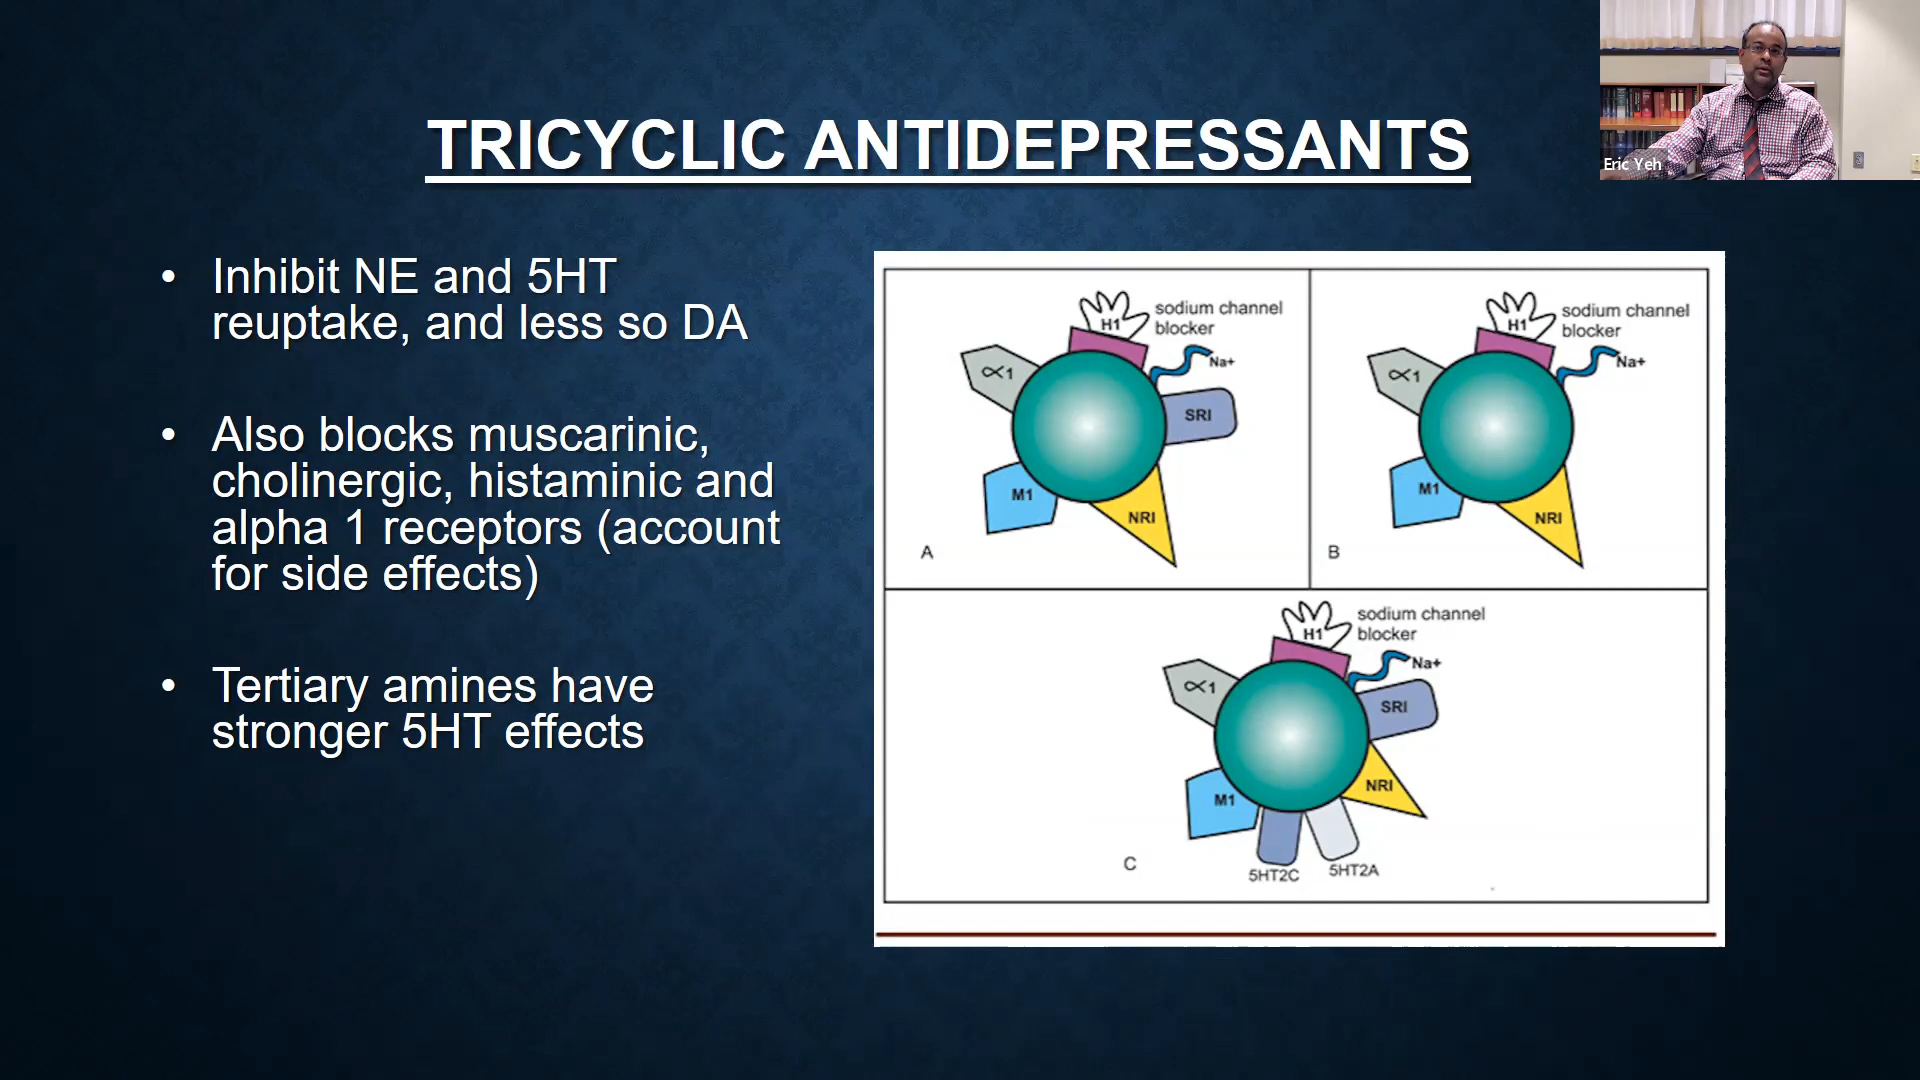 TRICYCLIC ANTIDEPRESSANTS
Eric Yeh
• Inhibit NE and 5HT
reuptake, and less so DA
• Also blocks muscarinic,
cholinergic, histaminic and
alpha 1 receptors (account
for side effects)
• Tertiary amines have
stronger 5HT effects
H1
sodium channel
blocker
Na+
∝1
SRI
M1
NRI
A
H1
sodium channel
blocker
Na+
∝1
M1
NRI
B
H1
sodium channel
blocker
Na+
∝1
SRI
NRI
M1
C
5HT2C
5HT2A